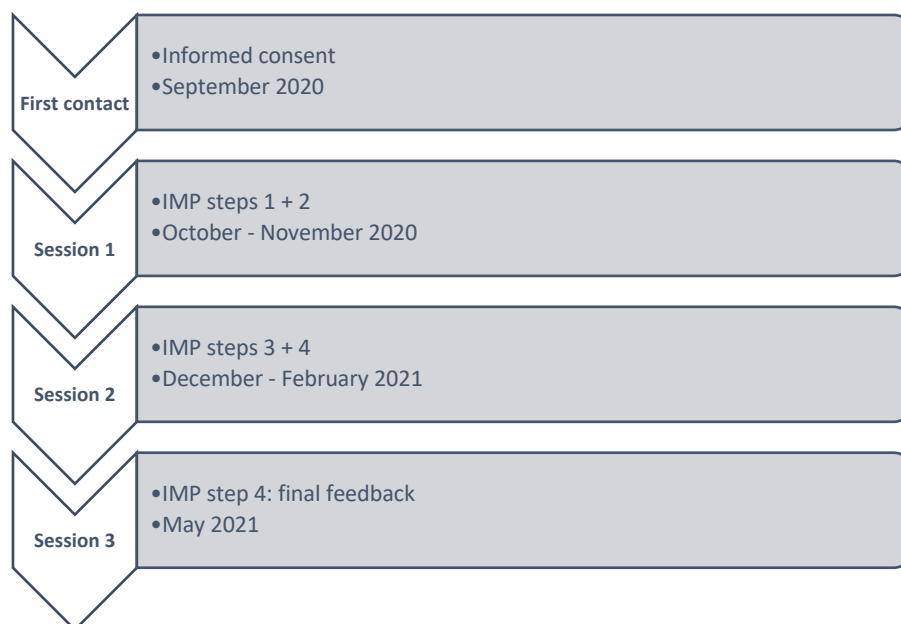 First contact
•Informed consent
•September 2020
Session 1
•IMP steps 1 + 2
•October - November 2020
Session 2
•IMP steps 3 + 4
•December - February 2021
Session 3
•IMP step 4: final feedback
•May 2021